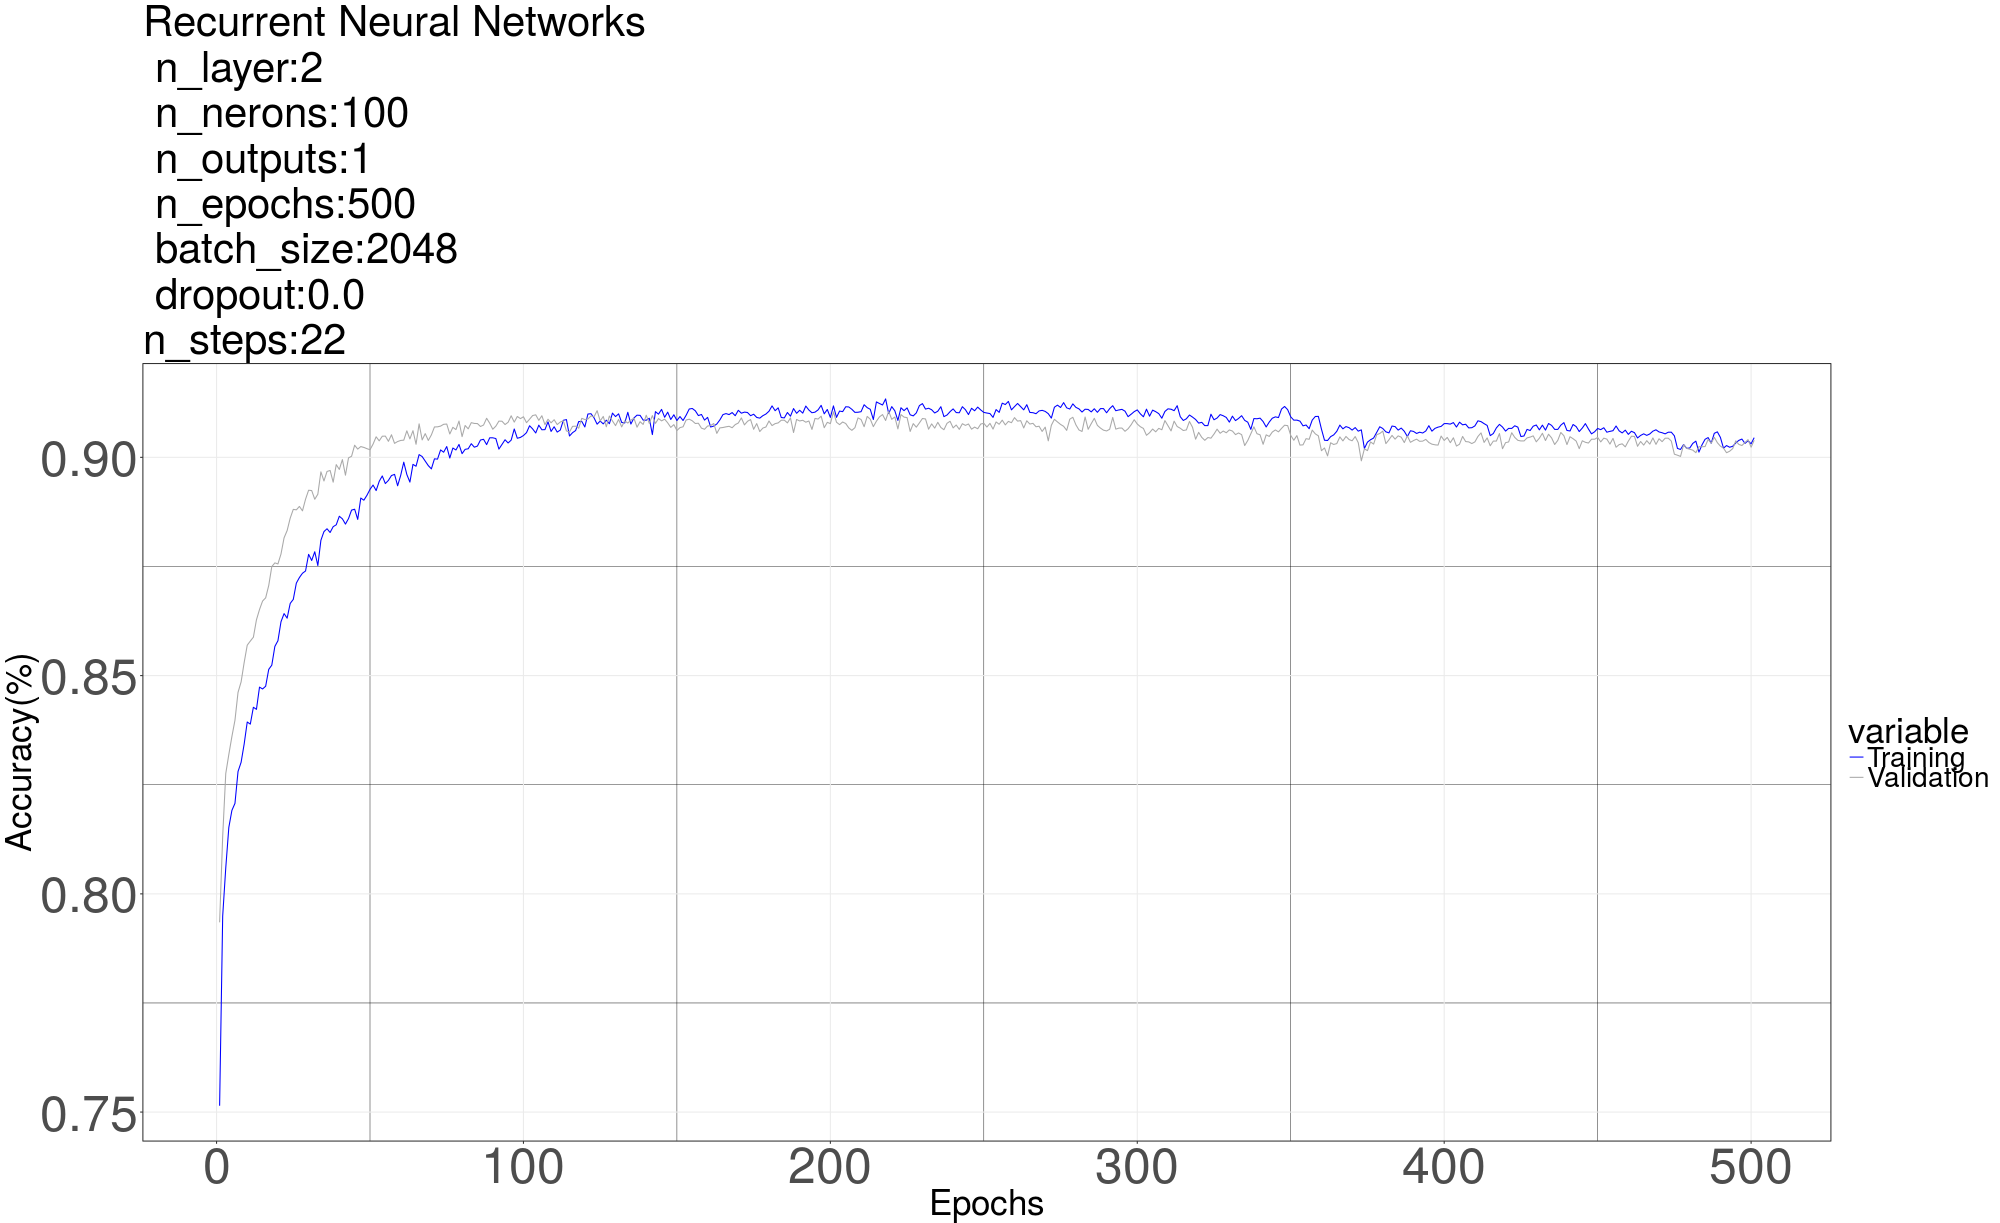 Recurrent Neural Networks
n_layer:2
n_nerons:100
n_outputs:1
n_epochs:500
batch_size:2048
dropout:0.0
n_steps:22
0.90
0.85
0.80
0.75
Accuracy(%)
0 100 200 300 400 500
Epochs
variable
Training
Validation